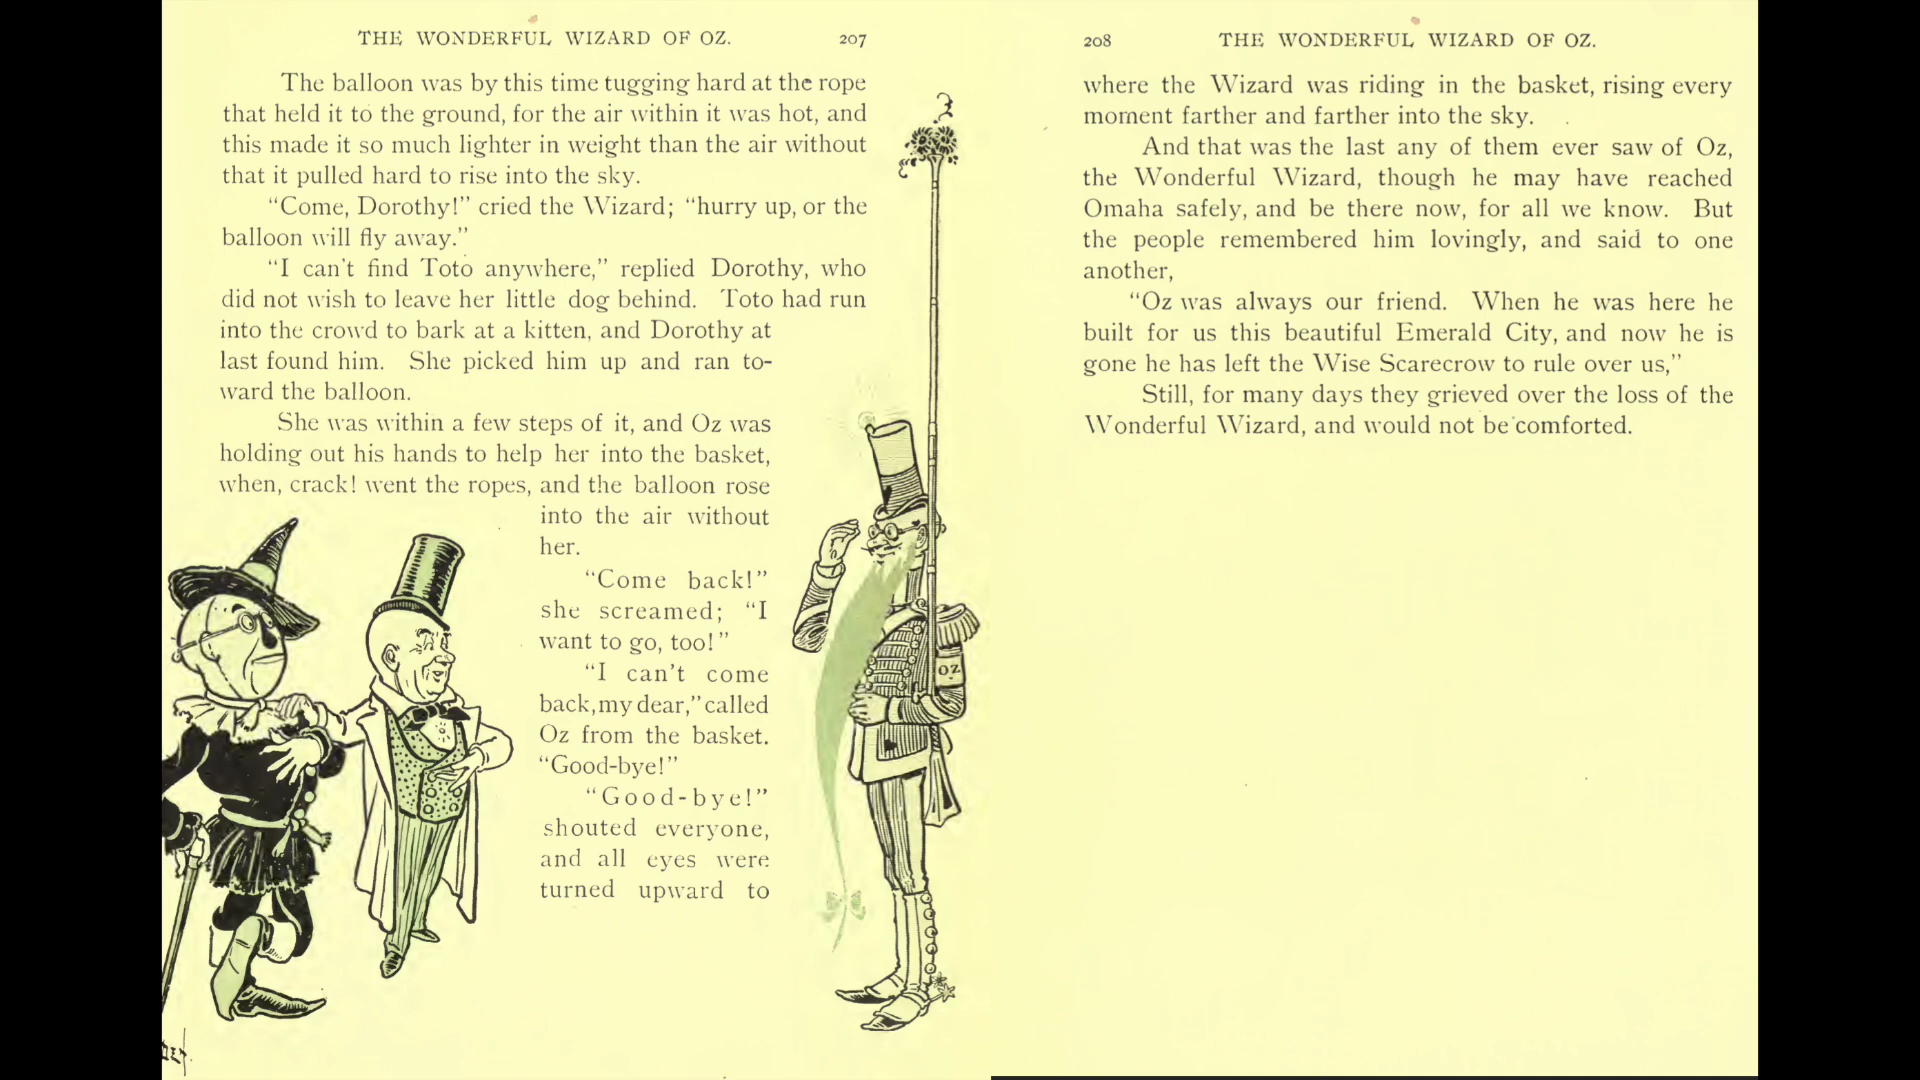 THE WONDERFUL WIZARD OF OZ. 207
The balloon was by this time tugging hard at the rope
that held it to the ground, for the air within it was hot, and
this made it so much lighter in weight than the air without
that it pulled hard to rise into the sky.
“Come, Dorothy!” cried the Wizard; “hurry up, or the
balloon will fly away.”
“I can't find Toto anywhere,” replied Dorothy, who
did not wish to leave her little dog behind. Toto had run
into the crowd to bark at a kitten, and Dorothy at
last found him. She picked him up and ran to-
ward the balloon.
She was within a few steps of it, and Oz was
holding out his hands to help her into the basket,
when, crack! went the ropes, and the balloon rose
into the air without
her.
“Come back!”
she screamed; “I
want to go, too!”
“I can't come
back, my dear,” called
Oz from the basket.
“Good-bye!”
“Good-bye!”
shouted everyone,
and all eyes were
turned upward to
OZ
208 THE WONDERFUL WIZARD OF OZ.
where the Wizard was riding in the basket, rising every
moment farther and farther into the sky.
And that was the last any of them ever saw of Oz,
the Wonderful Wizard, though he may have reached
Omaha safely, and be there now, for all we know. But
the people remembered him lovingly, and said to one
another,
“Oz was always our friend. When he was here he
built for us this beautiful Emerald City, and now he is
gone he has left the Wise Scarecrow to rule over us,”
Still, for many days they grieved over the loss of the
Wonderful Wizard, and would not be comforted.